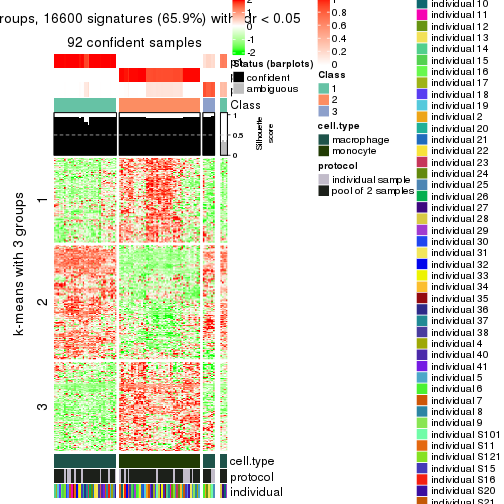 roups, 16600 signatures (65.9%) with
dr < 0.05
92 confident samples
2
1
0
-1
-2
0.8
0.6
0.4
0.2
0
Status (barplots)
confident
ambiguous
Class
1
2
3
cell.type
macrophage
monocyte
protocol
individual sample
pool of 2 samples
Class
1
0.5
0
Silhouette
score
k-means with 3 groups
1
2
3
cell.type
protocol
individual
individual 10
individual 11
individual 12
individual 13
individual 14
individual 15
individual 16
individual 17
individual 18
individual 19
individual 2
individual 20
individual 21
individual 22
individual 23
individual 24
individual 25
individual 26
individual 27
individual 28
individual 29
individual 30
individual 31
individual 32
individual 33
individual 34
individual 35
individual 36
individual 37
individual 38
individual 4
individual 40
individual 41
individual 5
individual 6
individual 7
individual 8
individual 9
individual S101
individual S11
individual S121
individual S15
individual S16
individual S20
individual S21